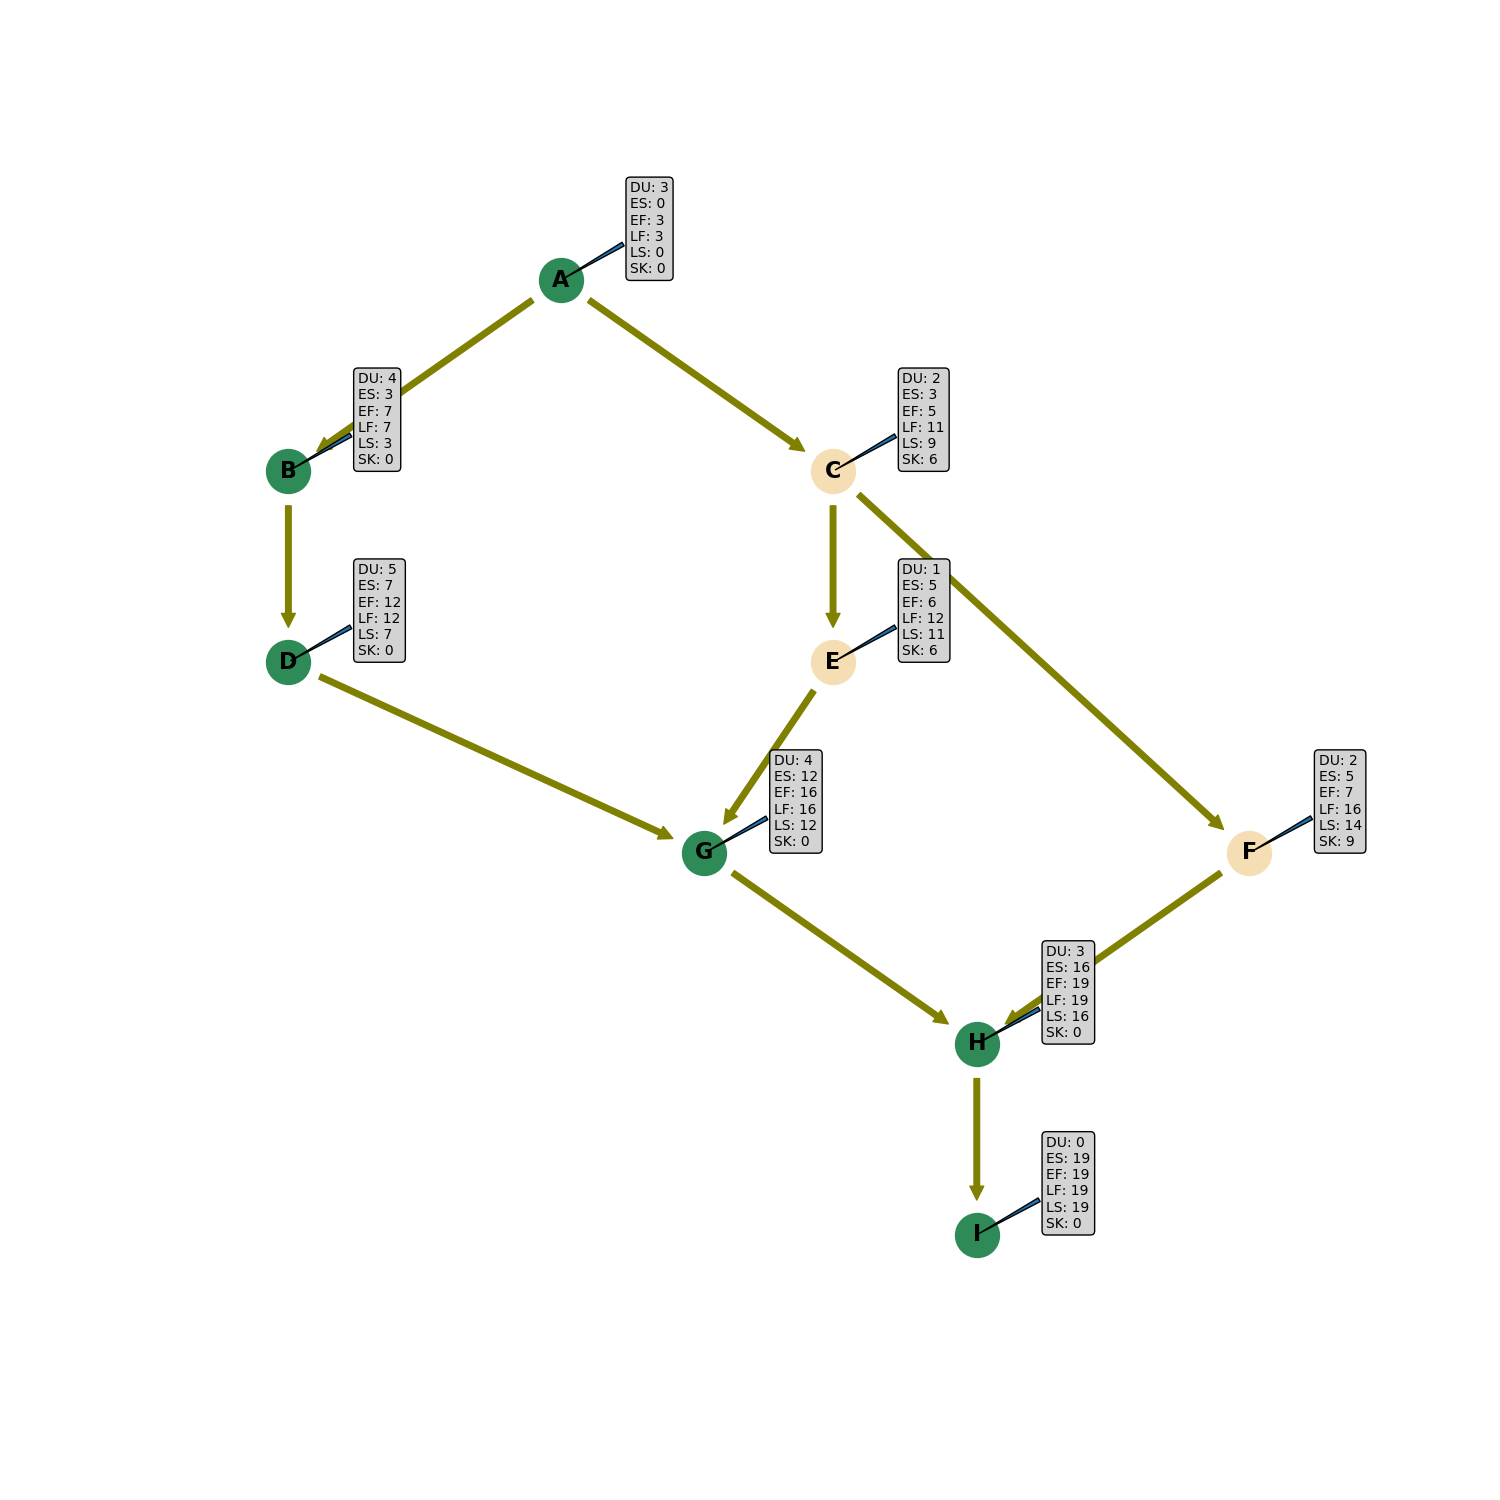 DU: 3
ES: 0
EF: 3
LF: 3
LS: 0
SK: 0
A
DU: 4
ES: 3
EF: 7
LF: 7
LS: 3
SK: 0
B
DU: 2
ES: 3
EF: 5
LF: 11
LS: 9
SK: 6
C
DU: 5
ES: 7
EF: 12
LF: 12
LS: 7
SK: 0
D
DU: 1
ES: 5
EF: 6
LF: 12
LS: 11
SK: 6
E
DU: 4
ES: 12
EF: 16
LF: 16
LS: 12
SK: 0
G
DU: 2
ES: 5
EF: 7
LF: 16
LS: 14
SK: 9
F
DU: 3
ES: 16
EF: 19
LF: 19
LS: 16
SK: 0
H
DU: 0
ES: 19
EF: 19
LF: 19
LS: 19
SK: 0
I